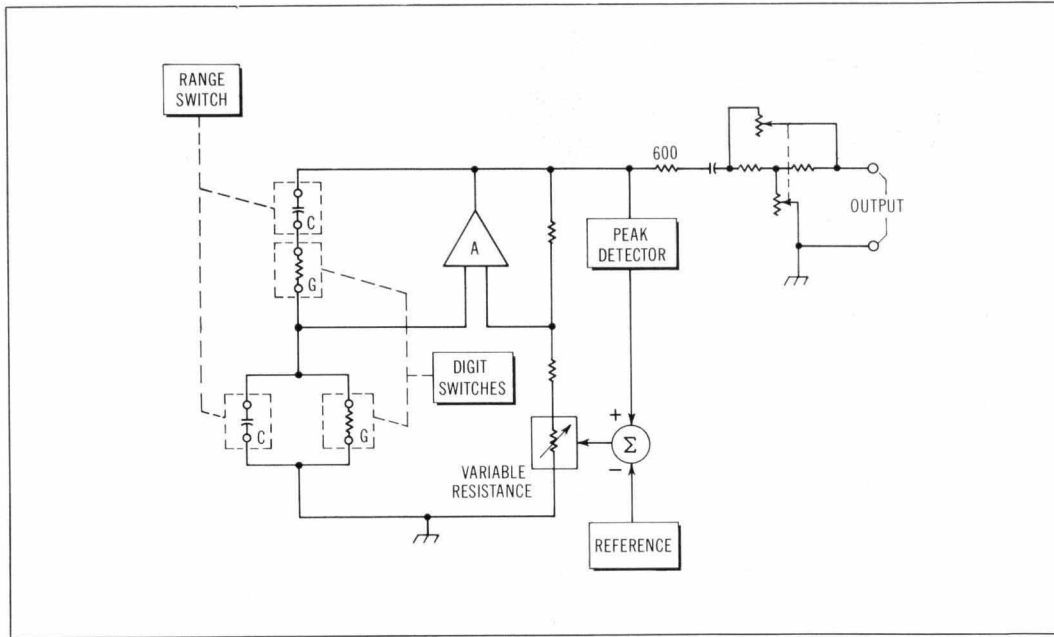 RANGE
SWITCH
C
G
A
600
PEAK
DETECTOR
OUTPUT
DIGIT
SWITCHES
C
G
+
Σ
−
VARIABLE
RESISTANCE
REFERENCE